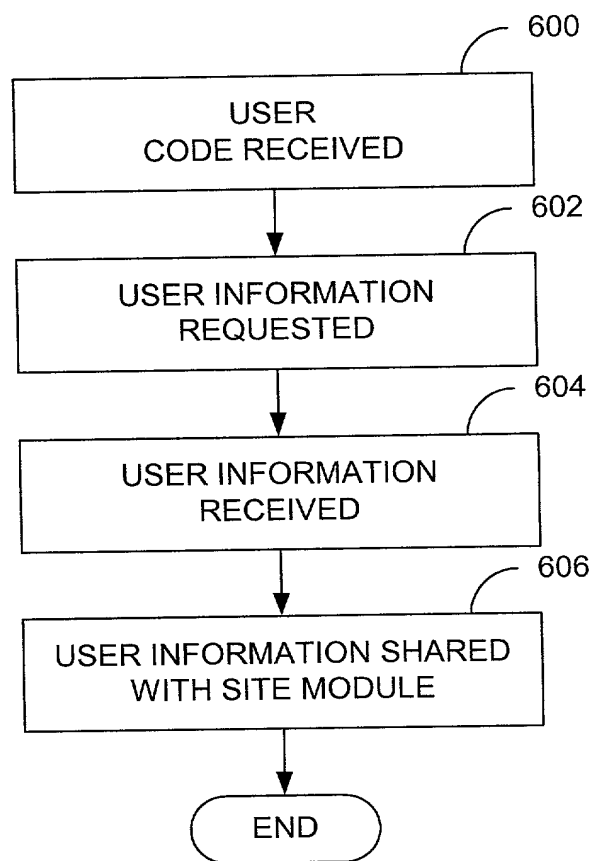 600
USER
CODE RECEIVED
602
USER INFORMATION
REQUESTED
604
USER INFORMATION
RECEIVED
606
USER INFORMATION SHARED
WITH SITE MODULE
END